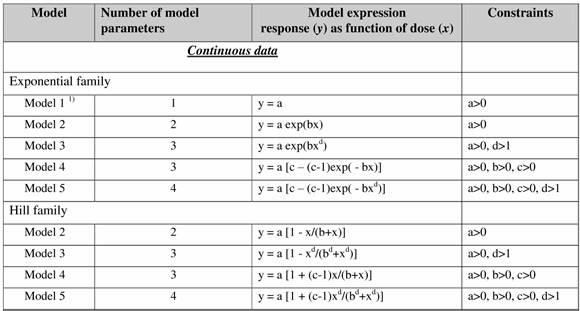 Model Number of model parameters Model expression response (y) as function of dose (x) Constraints
Continuous data
Exponential family
Model 1 1) 1 y = a a>0
Model 2 2 y = a exp(bx) a>0
Model 3 3 y = a exp(bx^d) a>0, d>1
Model 4 3 y = a [c – (c-1)exp( - bx)] a>0, b>0, c>0
Model 5 4 y = a [c – (c-1)exp( - bx^d)] a>0, b>0, c>0, d>1
Hill family
Model 2 2 y = a [1 - x/(b+x)] a>0
Model 3 3 y = a [1 - x^d/(b^d+x^d)] a>0, d>1
Model 4 3 y = a [1 + (c-1)x/(b+x)] a>0, b>0, c>0
Model 5 4 y = a [1 + (c-1)x^d/(b^d+x^d)] a>0, b>0, c>0, d>1